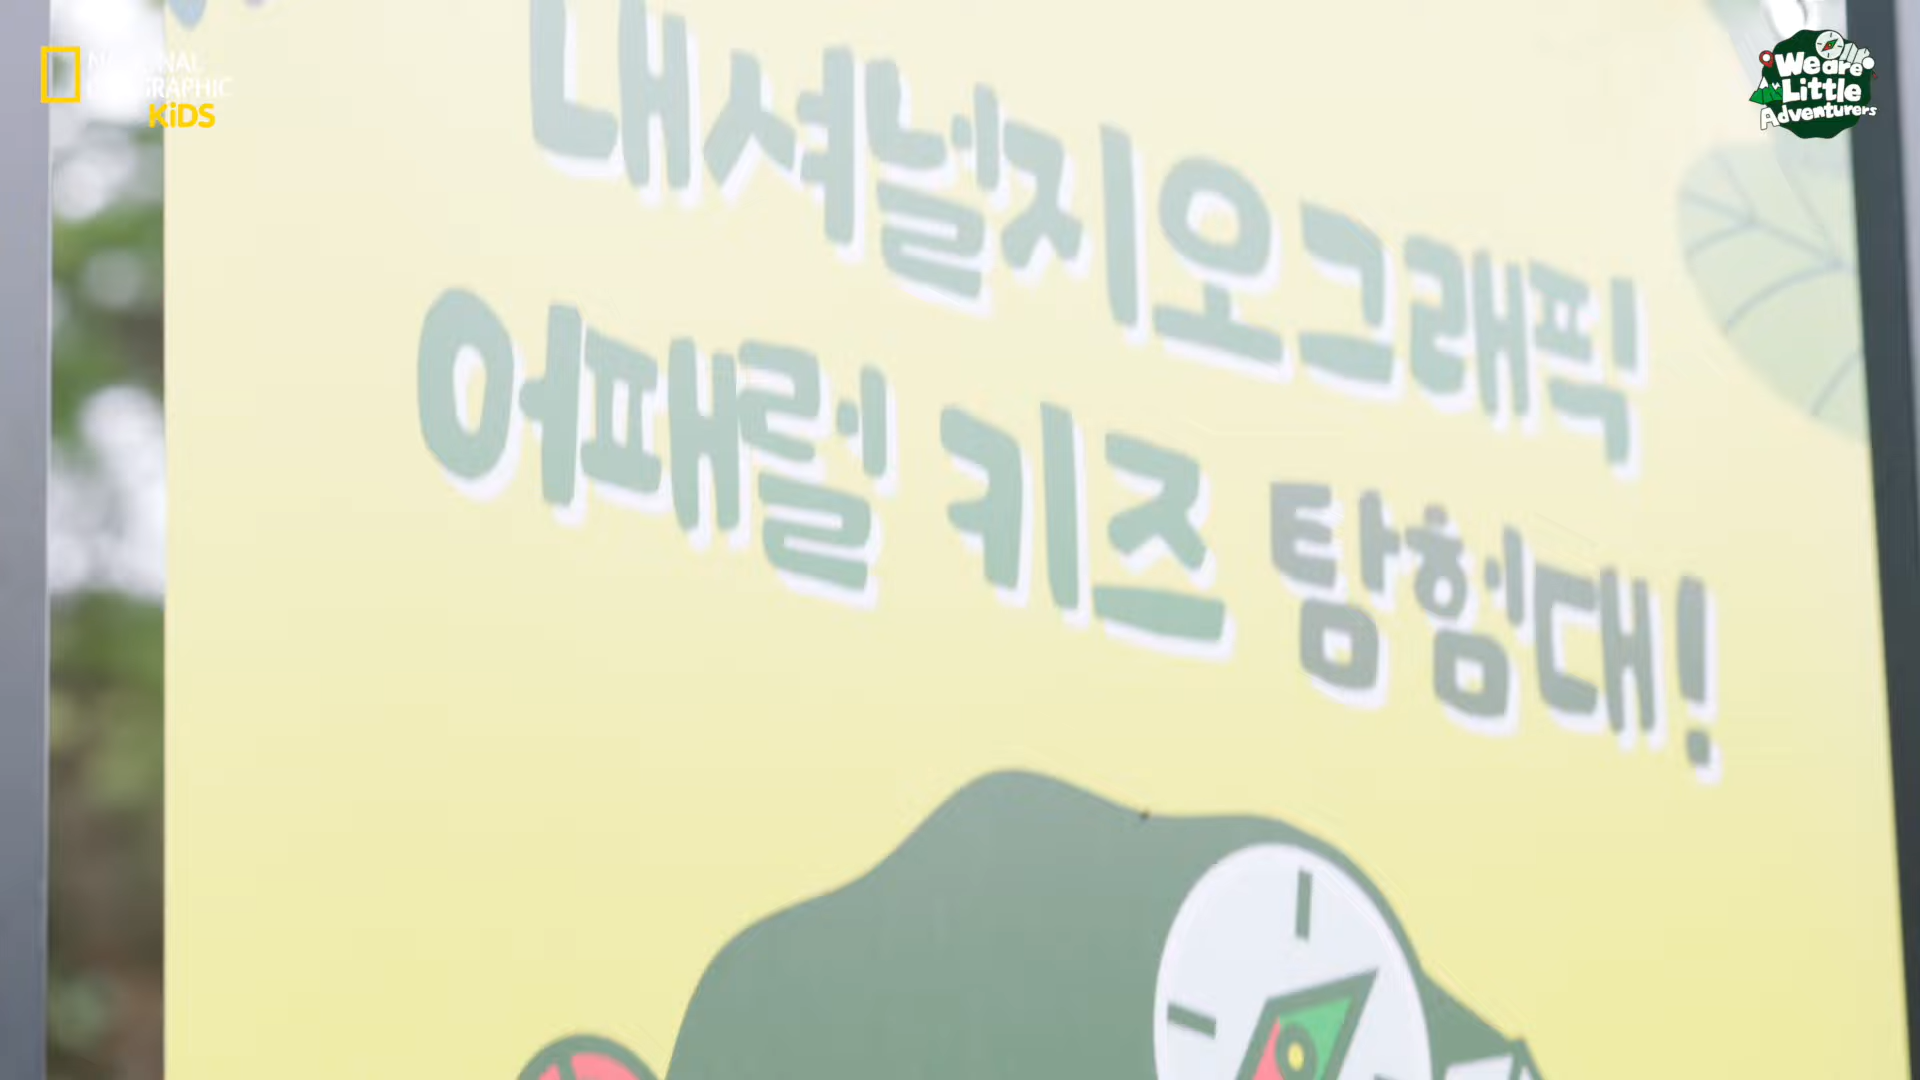 NATIONAL
GEOGRAPHIC
KiDS
We are
Little
Adventurers
내셔널지오그래픽
어패럴 키즈 탐험대!